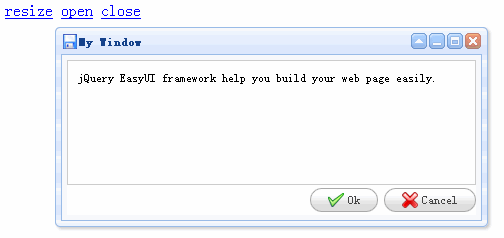 resize open close
My Window
jQuery EasyUI framework help you build your web page easily.
Ok Cancel